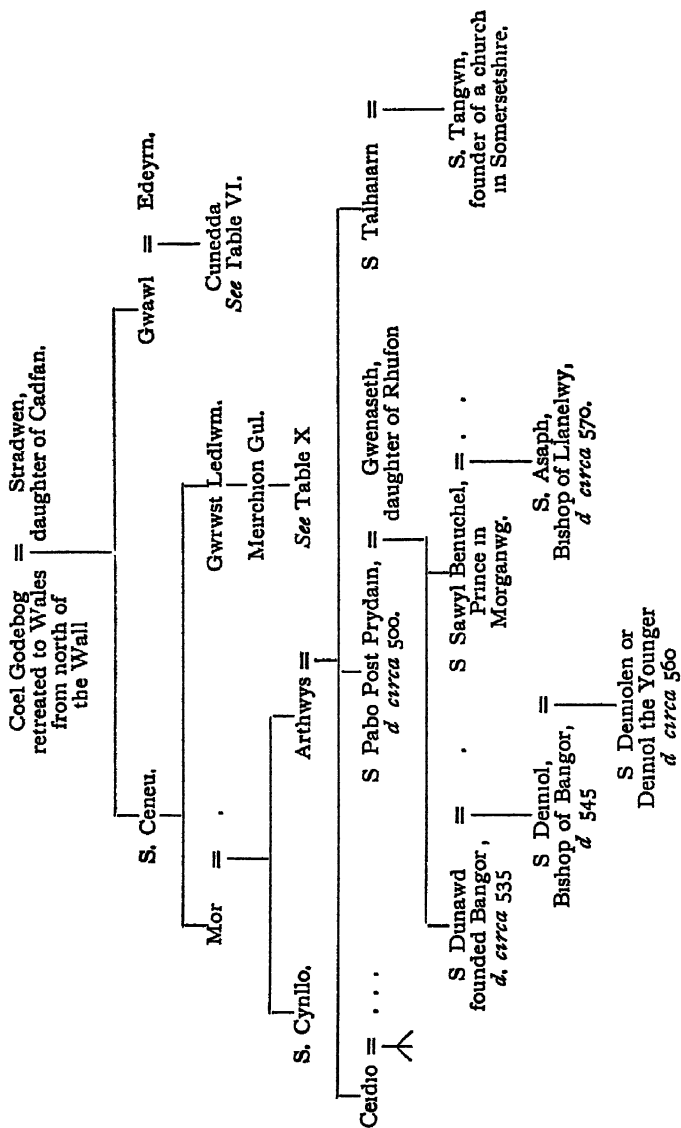 Coel Godebog
retreated to Wales
from north of
the Wall
=
Stradwen,
daughter of Cadfan.
S. Ceneu.
Gwawl = Edeyrn.
Cunedda
See Table VI.
Mor = .
Gwrwst Ledlwm.
Meirchion Gul.
See Table X
S. Cynllo.
Arthwys =
Ceidio = . . .
S Pabo Post Prydain,
d circa 500.
=
Gwenaseth,
daughter of Rhufon
S Talhaiarn =
S. Tangwn,
founder of a church
in Somersetshire.
S Dunawd
founded Bangor,
d. circa 535
= .
S Sawyl Benuchel,
Prince in
Morganwg.
= . .
S Deiniol,
Bishop of Bangor,
d 545
=
S. Asaph,
Bishop of Llanelwy,
d circa 570.
S Deiniolen or
Deiniol the Younger
d circa 560